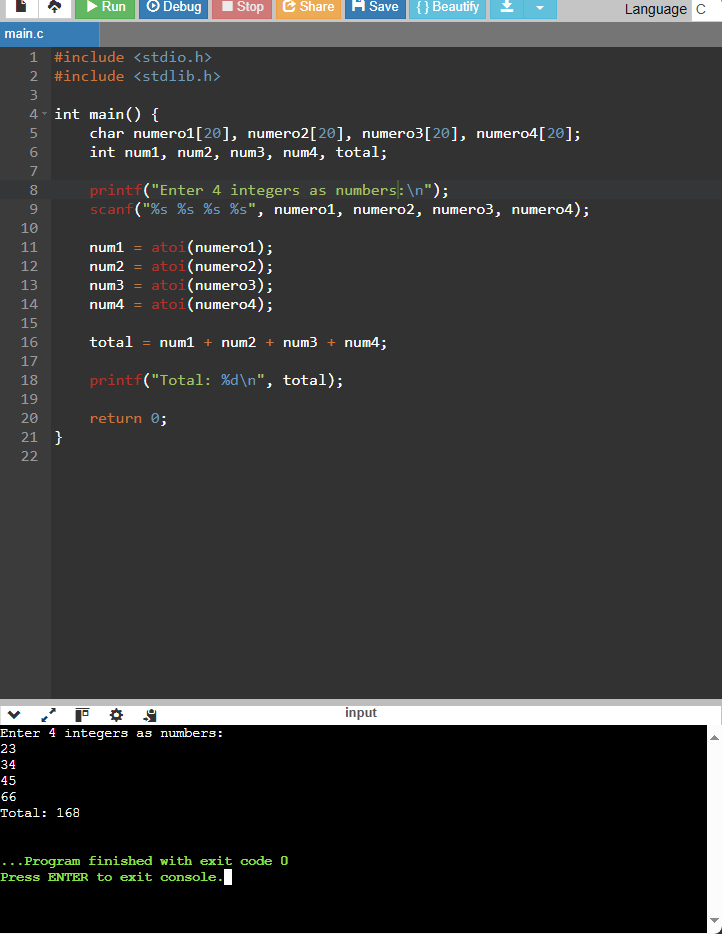 Run Debug Stop Share Save { } Beautify Language C
main.c
1 #include <stdio.h>
2 #include <stdlib.h>
3
4 int main() {
5     char numero1[20], numero2[20], numero3[20], numero4[20];
6     int num1, num2, num3, num4, total;
7
8     printf("Enter 4 integers as numbers:\n");
9     scanf("%s %s %s %s", numero1, numero2, numero3, numero4);
10
11     num1 = atoi(numero1);
12     num2 = atoi(numero2);
13     num3 = atoi(numero3);
14     num4 = atoi(numero4);
15
16     total = num1 + num2 + num3 + num4;
17
18     printf("Total: %d\n", total);
19
20     return 0;
21 }
22
input
Enter 4 integers as numbers:
23
34
45
66
Total: 168
...Program finished with exit code 0
Press ENTER to exit console.